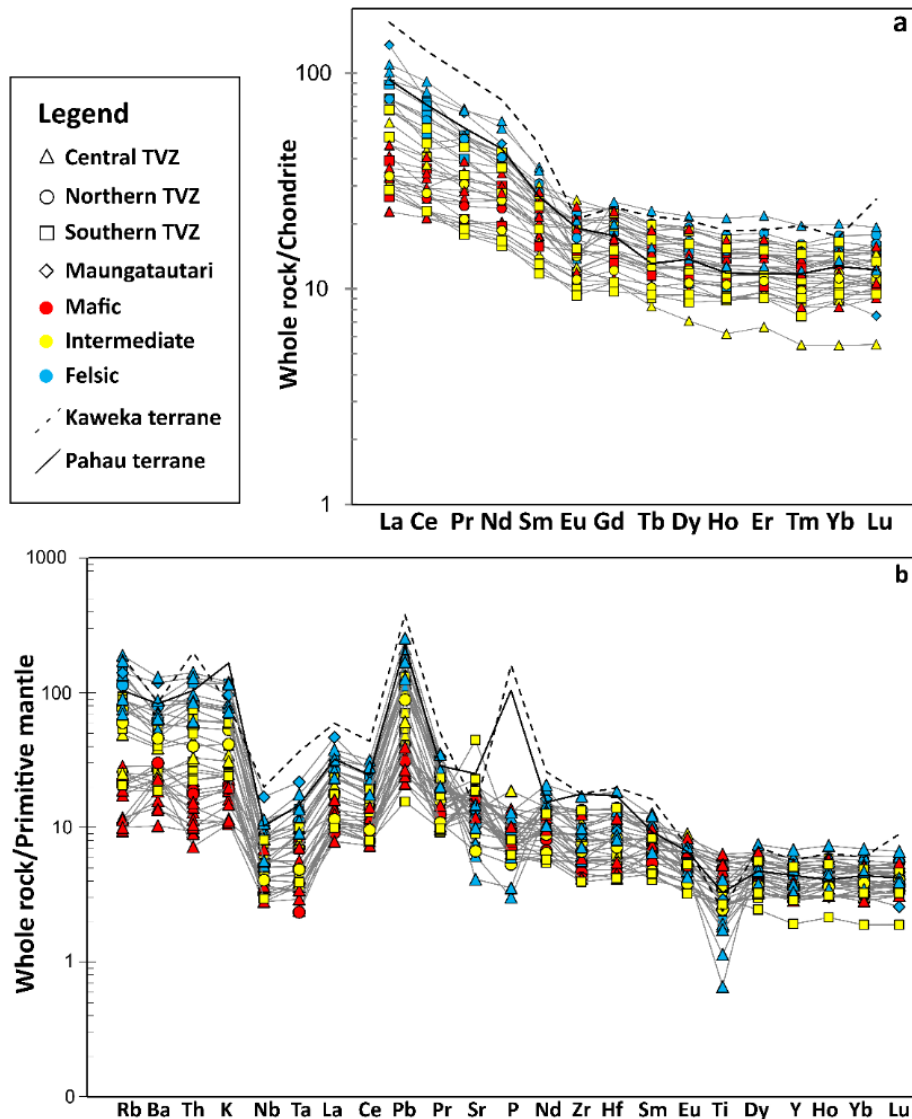 a
Legend
Central TVZ
Northern TVZ
Southern TVZ
Maungatautari
Mafic
Intermediate
Felsic
Kaweka terrane
Pahau terrane
Whole rock/Chondrite
100
10
1
La Ce Pr Nd Sm Eu Gd Tb Dy Ho Er Tm Yb Lu
b
Whole rock/Primitive mantle
1000
100
10
1
0
Rb Ba Th K Nb Ta La Ce Pb Pr Sr P Nd Zr Hf Sm Eu Ti Dy Y Ho Yb Lu